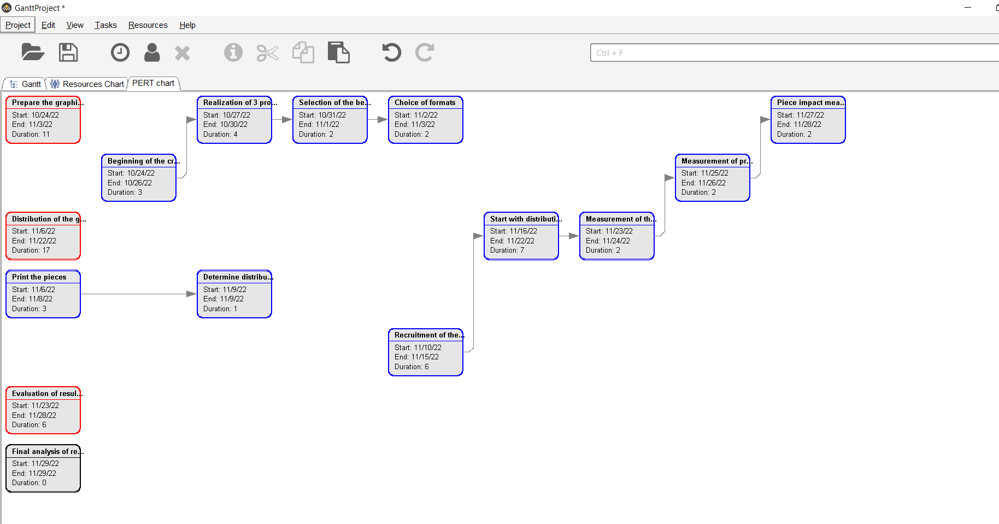 GanttProject *
Project Edit View Tasks Resources Help
Ctrl + F
Gantt Resources Chart PERT chart
Prepare the graphi...
Start: 10/24/22
End: 11/3/22
Duration: 11
Realization of 3 pro...
Start: 10/27/22
End: 10/30/22
Duration: 4
Selection of the be...
Start: 10/31/22
End: 11/1/22
Duration: 2
Choice of formats
Start: 11/2/22
End: 11/3/22
Duration: 2
Piece impact mea...
Start: 11/27/22
End: 11/28/22
Duration: 2
Beginning of the cr...
Start: 10/24/22
End: 10/26/22
Duration: 3
Measurement of pr...
Start: 11/25/22
End: 11/26/22
Duration: 2
Distribution of the g...
Start: 11/6/22
End: 11/22/22
Duration: 17
Start with distributi...
Start: 11/16/22
End: 11/22/22
Duration: 7
Measurement of th...
Start: 11/23/22
End: 11/24/22
Duration: 2
Print the pieces
Start: 11/6/22
End: 11/8/22
Duration: 3
Determine distribu...
Start: 11/9/22
End: 11/9/22
Duration: 1
Recruitment of the...
Start: 11/10/22
End: 11/15/22
Duration: 6
Evaluation of resul...
Start: 11/23/22
End: 11/28/22
Duration: 6
Final analysis of re...
Start: 11/29/22
End: 11/29/22
Duration: 0